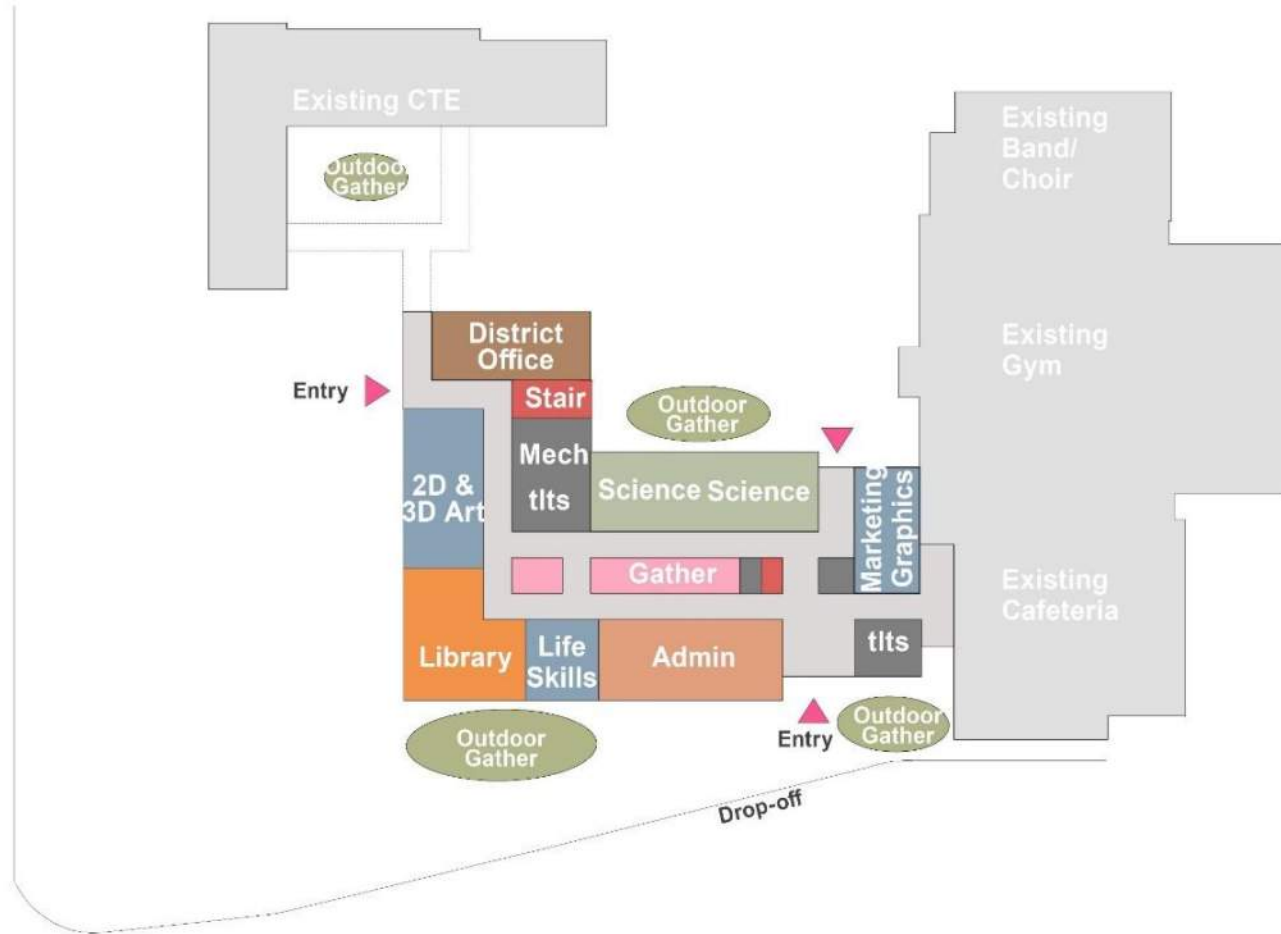 Existing CTE
Existing
Band/
Choir
Outdoor
Gather
District
Office
Existing
Gym
Entry
Stair
Outdoor
Gather
Mech
tlts
2D &
3D Art
Science Science
Marketing
Graphics
Gather
Existing
Cafeteria
Library
Life
Skills
Admin
tlts
Outdoor
Gather
Entry
Outdoor
Gather
Drop-off